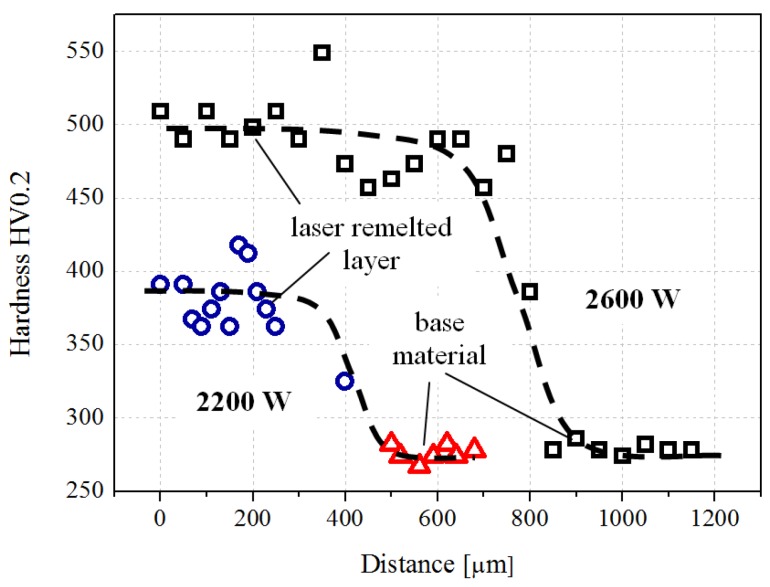 550
500
450
400
350
300
250
Hardness HV0.2
laser remelted
layer
2600 W
base
material
2200 W
0 200 400 600 800 1000 1200
Distance [µm]